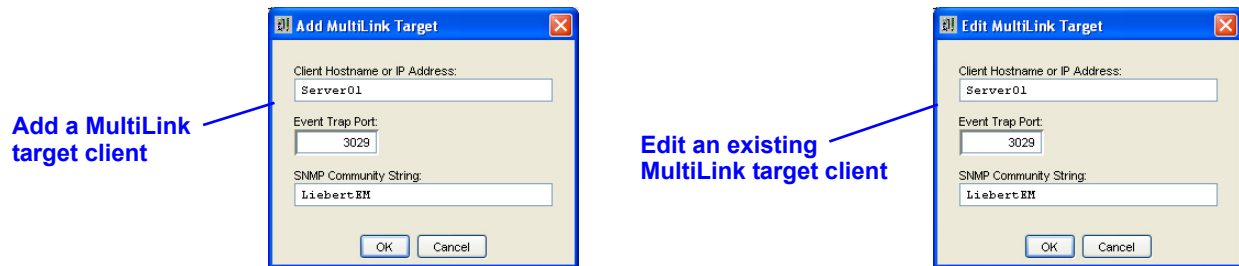 Add MultiLink Target
Client Hostname or IP Address:
Server01
Event Trap Port:
3029
SNMP Community String:
LiebertEM
OK Cancel
Add a MultiLink
target client
Edit MultiLink Target
Client Hostname or IP Address:
Server01
Event Trap Port:
3029
SNMP Community String:
LiebertEM
OK Cancel
Edit an existing
MultiLink target client